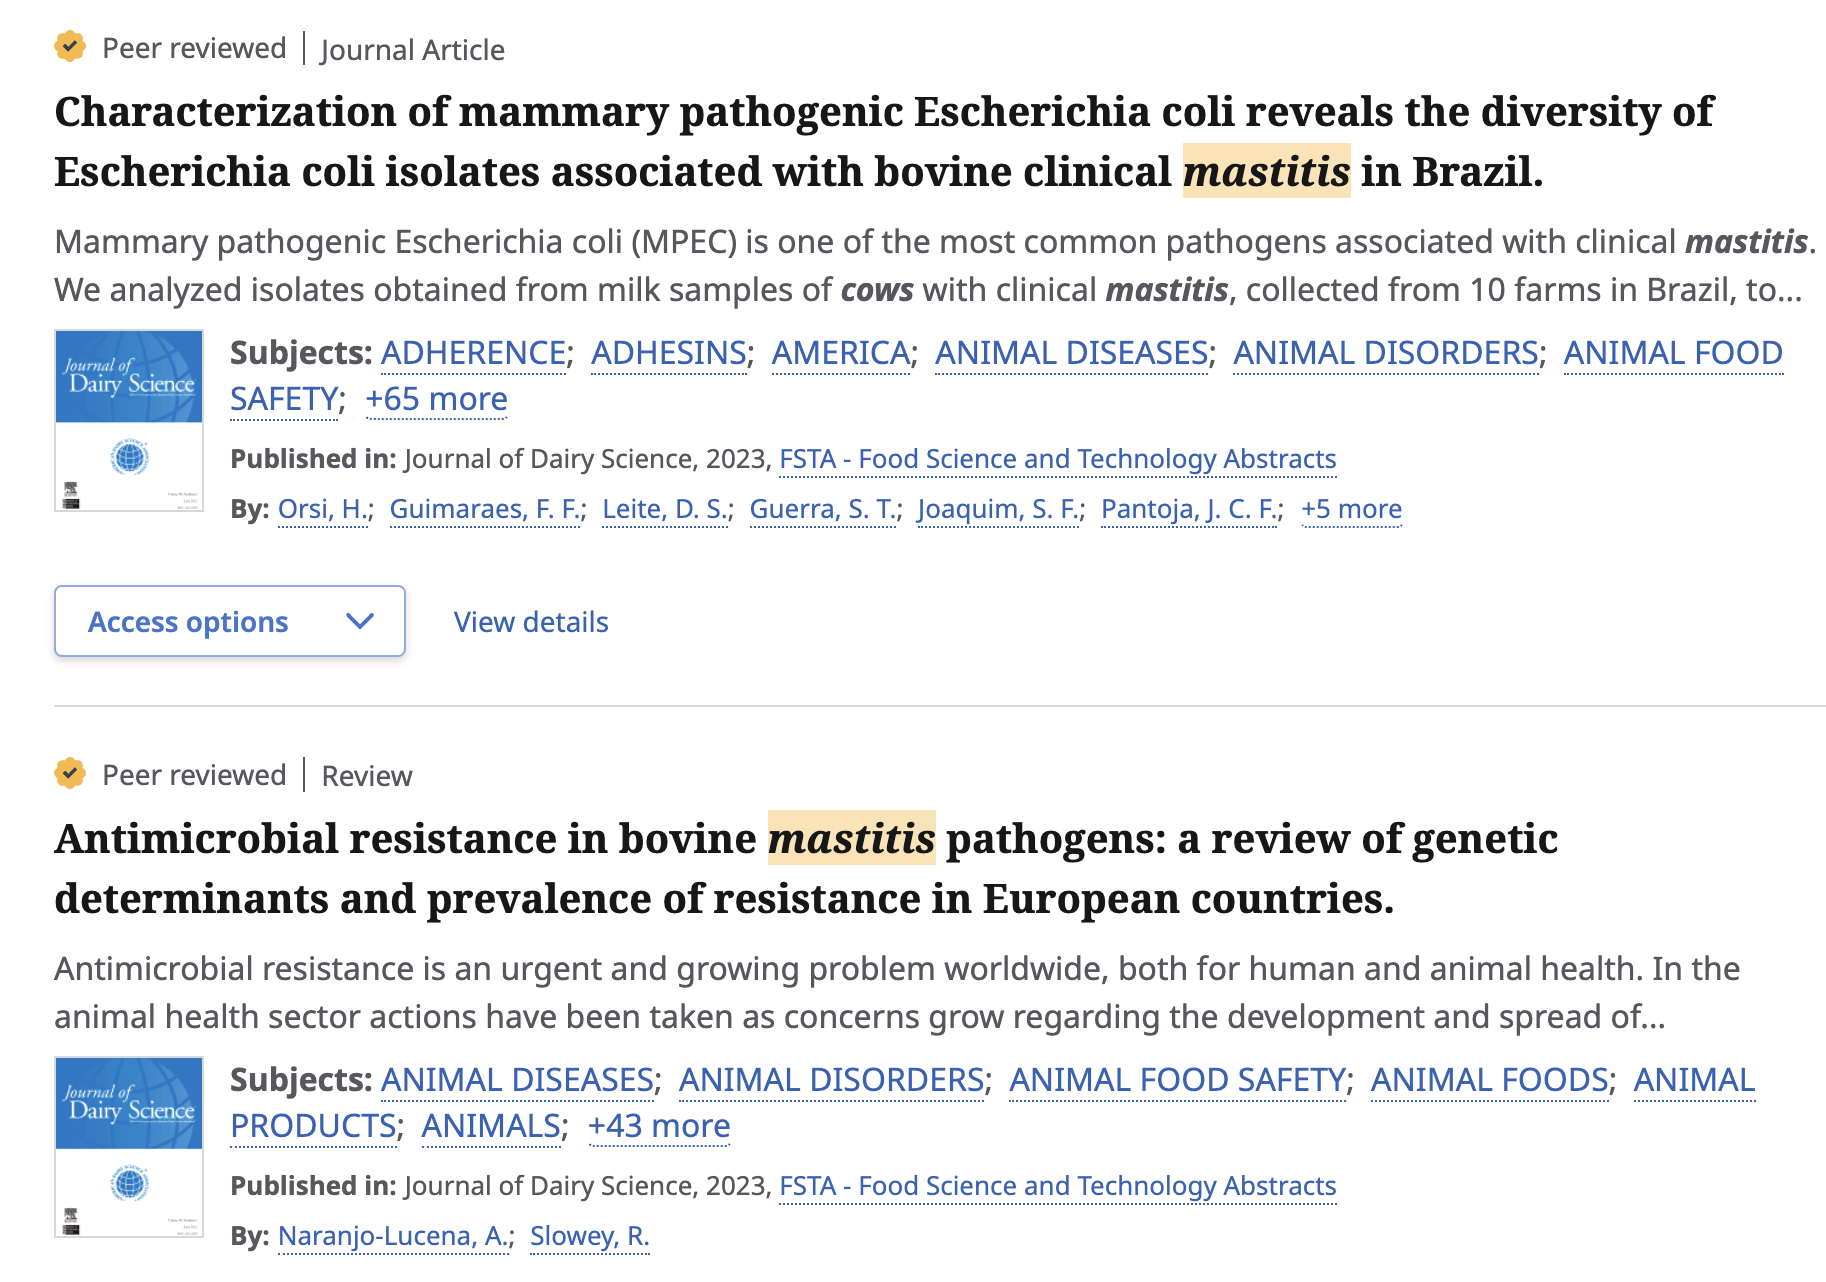 Peer reviewed | Journal Article
Characterization of mammary pathogenic Escherichia coli reveals the diversity of
Escherichia coli isolates associated with bovine clinical mastitis in Brazil.
Mammary pathogenic Escherichia coli (MPEC) is one of the most common pathogens associated with clinical mastitis.
We analyzed isolates obtained from milk samples of cows with clinical mastitis, collected from 10 farms in Brazil, to...
Journal of
Dairy Science
Subjects: ADHERENCE; ADHESINS; AMERICA; ANIMAL DISEASES; ANIMAL DISORDERS; ANIMAL FOOD
SAFETY; +65 more
Published in: Journal of Dairy Science, 2023, FSTA - Food Science and Technology Abstracts
By: Orsi, H.; Guimaraes, F. F.; Leite, D. S.; Guerra, S. T.; Joaquim, S. F.; Pantoja, J. C. F.; +5 more
Access options
View details
Peer reviewed | Review
Antimicrobial resistance in bovine mastitis pathogens: a review of genetic
determinants and prevalence of resistance in European countries.
Antimicrobial resistance is an urgent and growing problem worldwide, both for human and animal health. In the
animal health sector actions have been taken as concerns grow regarding the development and spread of...
Journal of
Dairy Science
Subjects: ANIMAL DISEASES; ANIMAL DISORDERS; ANIMAL FOOD SAFETY; ANIMAL FOODS; ANIMAL
PRODUCTS; ANIMALS; +43 more
Published in: Journal of Dairy Science, 2023, FSTA - Food Science and Technology Abstracts
By: Naranjo-Lucena, A.; Slowey, R.